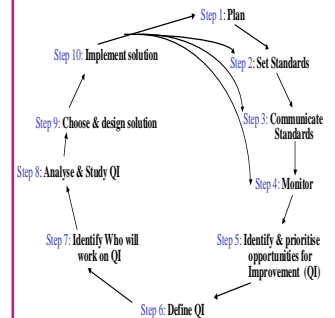 Step 1: Plan
Step 2: Set Standards
Step 3: Communicate
Standards
Step 4: Monitor
Step 5: Identify & prioritise
opportunities for
Improvement (QI)
Step 6: Define QI
Step 7: Identify Who will
work on QI
Step 8: Analyse & Study QI
Step 9: Choose & design solution
Step 10: Implement solution